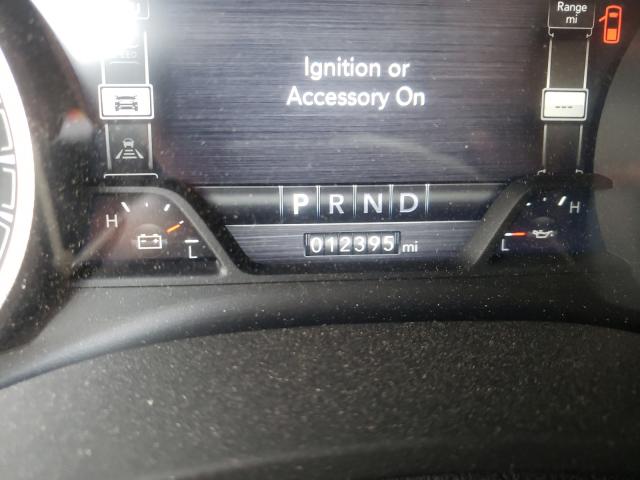 Range
mi
Ignition or
Accessory On
---
P R N D
H
H
L
L
012395 mi